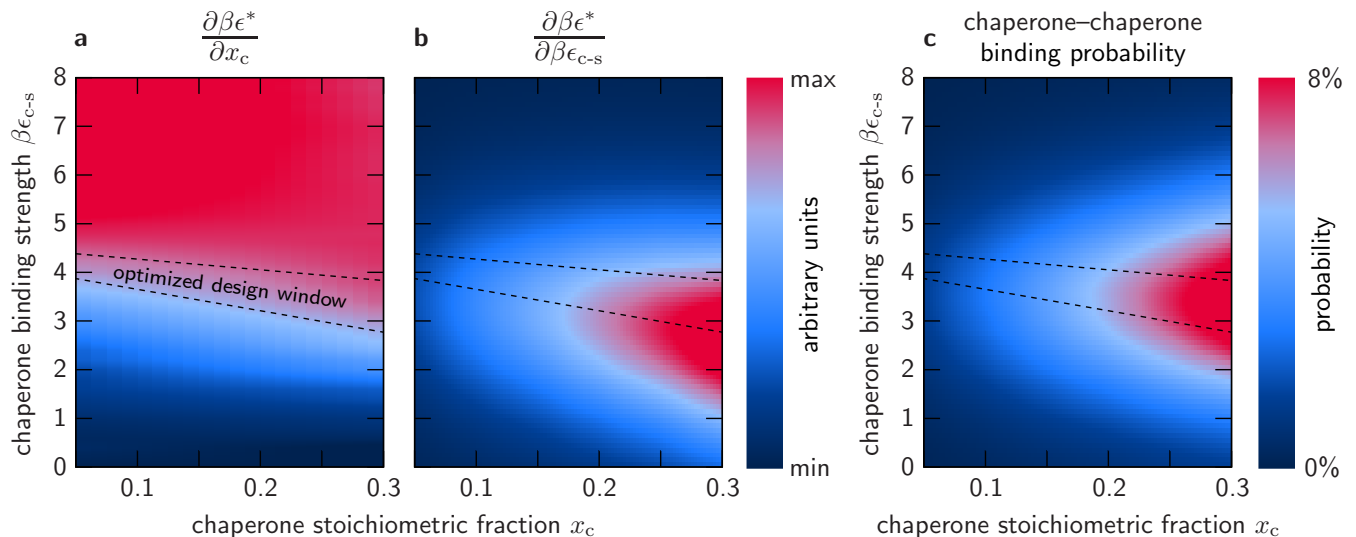 a
∂βϵ*
∂x_c
b
∂βϵ*
∂βϵ_c-s
c
chaperone–chaperone
binding probability
chaperone binding strength βϵ_c-s
8
7
6
5
4
3
2
1
0
optimized design window
0.1
0.2
0.3
0.1
0.2
0.3
chaperone stoichiometric fraction x_c
max
min
arbitrary units
chaperone binding strength βϵ_c-s
8
7
6
5
4
3
2
1
0
0.1
0.2
0.3
chaperone stoichiometric fraction x_c
8%
0%
probability